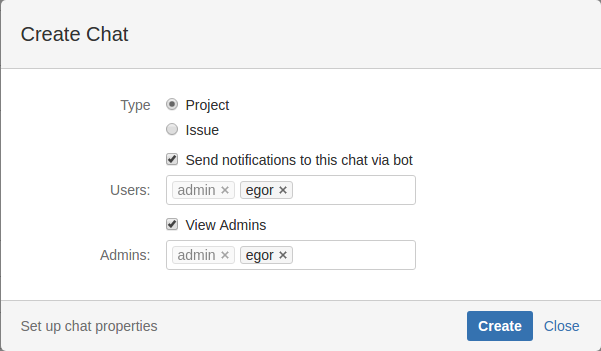 Create Chat
Type Project
Issue
Send notifications to this chat via bot
Users: admin × egor ×
View Admins
Admins: admin × egor ×
Set up chat properties Create Close